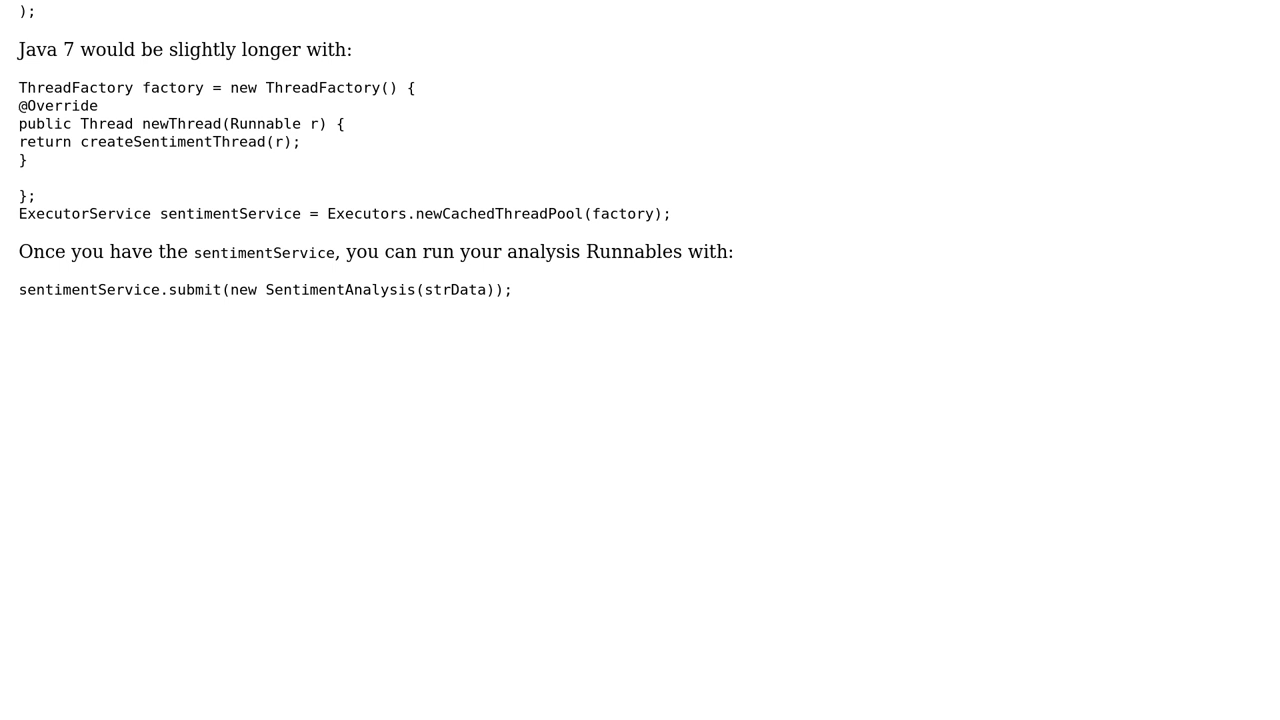 );
Java 7 would be slightly longer with:
ThreadFactory factory = new ThreadFactory() {
@Override
public Thread newThread(Runnable r) {
return createSentimentThread(r);
}
};
ExecutorService sentimentService = Executors.newCachedThreadPool(factory);
Once you have the sentimentService, you can run your analysis Runnables with:
sentimentService.submit(new SentimentAnalysis(strData));